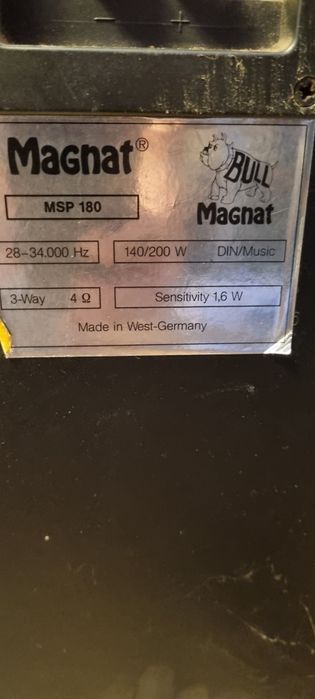 − +
Magnat®
BULL
MSP 180
Magnat
28-34.000 Hz 140/200 W DIN/Music
3-Way 4 Ω Sensitivity 1,6 W
Made in West-Germany